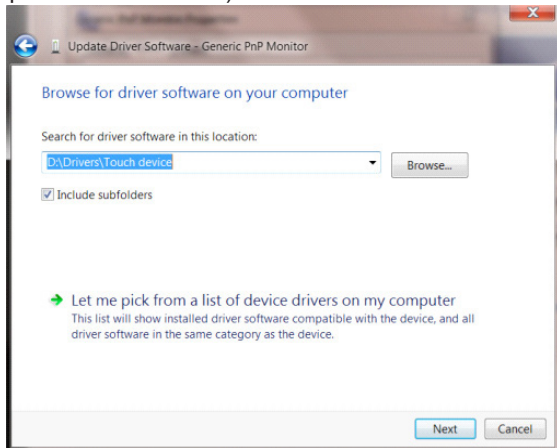 Update Driver Software - Generic PnP Monitor
Browse for driver software on your computer
Search for driver software in this location:
D:\Drivers\Touch device
Browse...
Include subfolders
Let me pick from a list of device drivers on my computer
This list will show installed driver software compatible with the device, and all
driver software in the same category as the device.
Next
Cancel